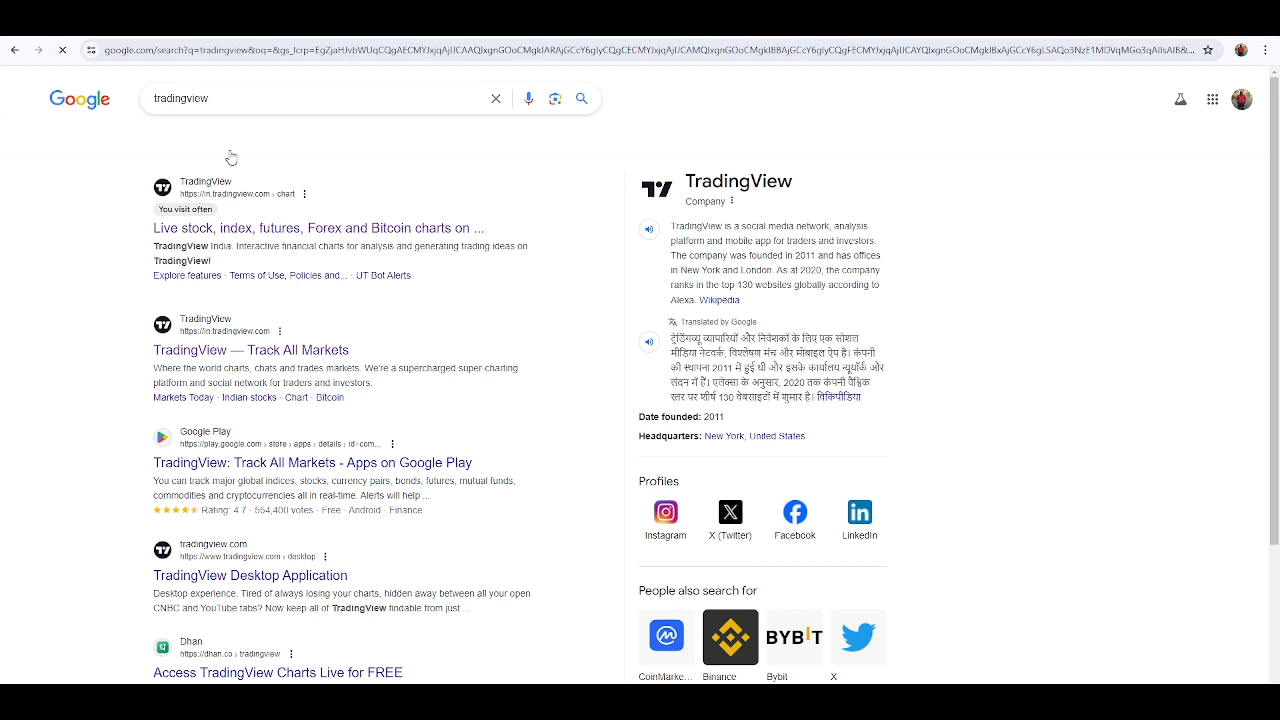 Google
tradingview
TradingView
https://in.tradingview.com › chart
You visit often
Live stock, index, futures, Forex and Bitcoin charts on ...
TradingView India. Interactive financial charts for analysis and generating trading ideas on
TradingView!
Explore features · Terms of Use, Policies and... · UT Bot Alerts
TradingView
https://in.tradingview.com
TradingView — Track All Markets
Where the world charts, chats and trades markets. We're a supercharged super-charting
platform and social network for traders and investors.
Markets Today · Indian stocks · Chart · Bitcoin
Google Play
https://play.google.com › store › apps › details › id=com...
TradingView: Track All Markets - Apps on Google Play
You can track major global indices, stocks, currency pairs, bonds, futures, mutual funds,
commodities and cryptocurrencies all in real-time. Alerts will help ...
Rating: 4.7 · 554,400 votes · Free · Android · Finance
tradingview.com
https://www.tradingview.com › desktop
TradingView Desktop Application
Desktop experience. Tired of always losing your charts, hidden away between all your open
CNBC and YouTube tabs? Now keep all of TradingView findable from just ...
Dhan
https://dhan.co › tradingview
Access TradingView Charts Live for FREE
TradingView
Company
TradingView is a social media network, analysis
platform and mobile app for traders and investors.
The company was founded in 2011 and has offices
in New York and London. As at 2020, the company
ranks in the top 130 websites globally according to
Alexa. Wikipedia
Translated by Google
ट्रेडिंगव्यू व्यापारियों और निवेशकों के लिए एक सोशल
मीडिया नेटवर्क, विश्लेषण मंच और मोबाइल ऐप है। कंपनी
की स्थापना 2011 में हुई थी और इसके कार्यालय न्यूयॉर्क और
लंदन में हैं। एलेक्सा के अनुसार, 2020 तक कंपनी वैश्विक
स्तर पर शीर्ष 130 वेबसाइटों में शुमार है। विकिपीडिया
Date founded: 2011
Headquarters: New York, United States
Profiles
Instagram
X (Twitter)
Facebook
LinkedIn
People also search for
BYBIT
CoinMarke...
Binance
Bybit
X